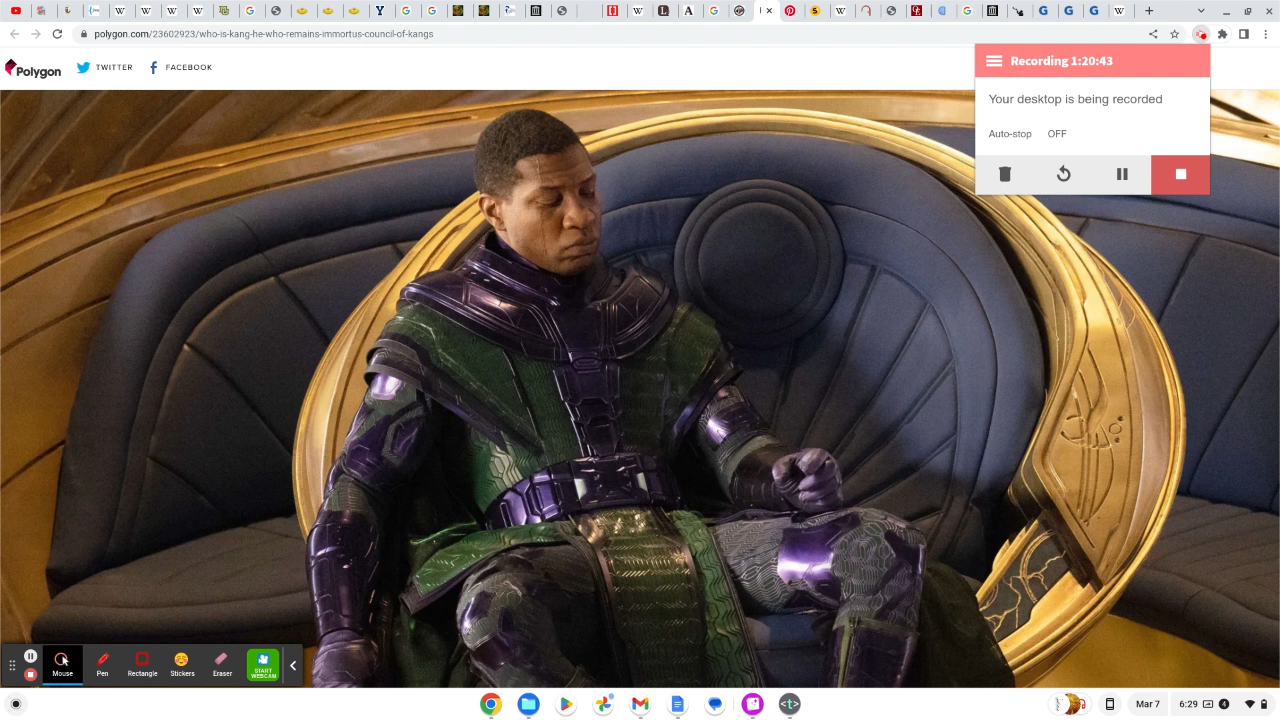 polygon.com/23602923/who-is-kang-he-who-remains-immortus-council-of-kangs
Polygon
TWITTER
FACEBOOK
Recording 1:20:43
Your desktop is being recorded
Auto-stop OFF
Mouse
Pen
Rectangle
Stickers
Eraser
START
WEBCAM
Mar 7
6:29
4